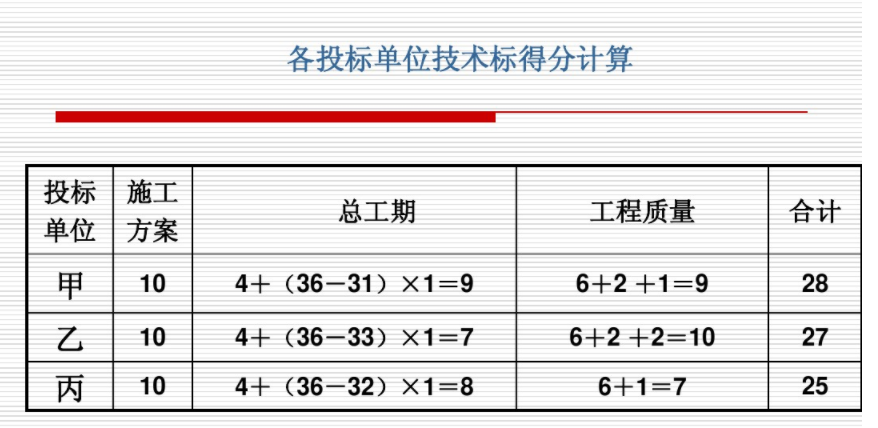 各投标单位技术标得分计算
投标单位 施工方案 总工期 工程质量 合计
甲 10 4+（36－31）×1＝9 6+2 +1＝9 28
乙 10 4+（36－33）×1＝7 6+2 +2＝10 27
丙 10 4+（36－32）×1＝8 6+1＝7 25